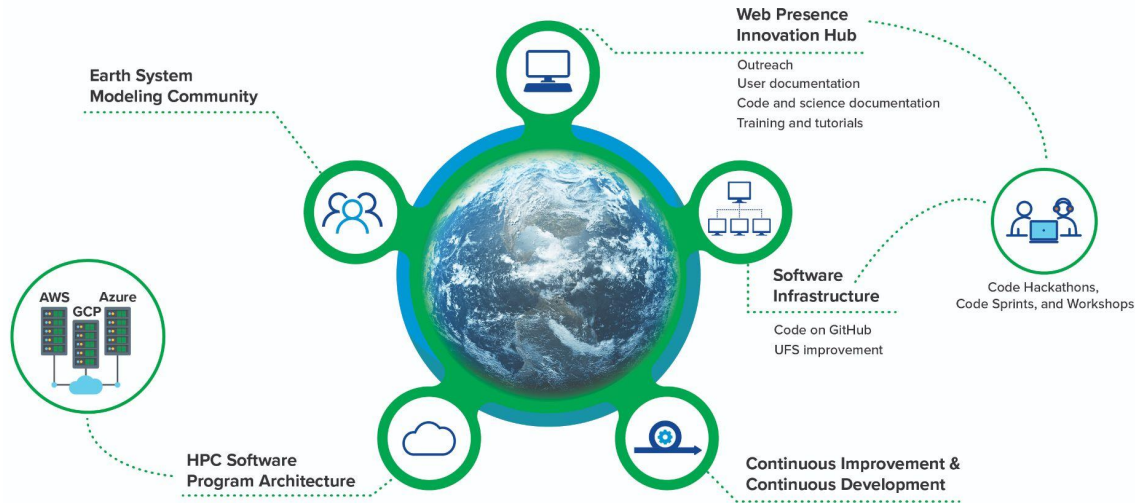 Web Presence
Innovation Hub
Outreach
User documentation
Code and science documentation
Training and tutorials
Earth System
Modeling Community
Software
Infrastructure
Code on GitHub
UFS improvement
Code Hackathons,
Code Sprints, and Workshops
AWS
GCP
Azure
HPC Software
Program Architecture
Continuous Improvement &
Continuous Development